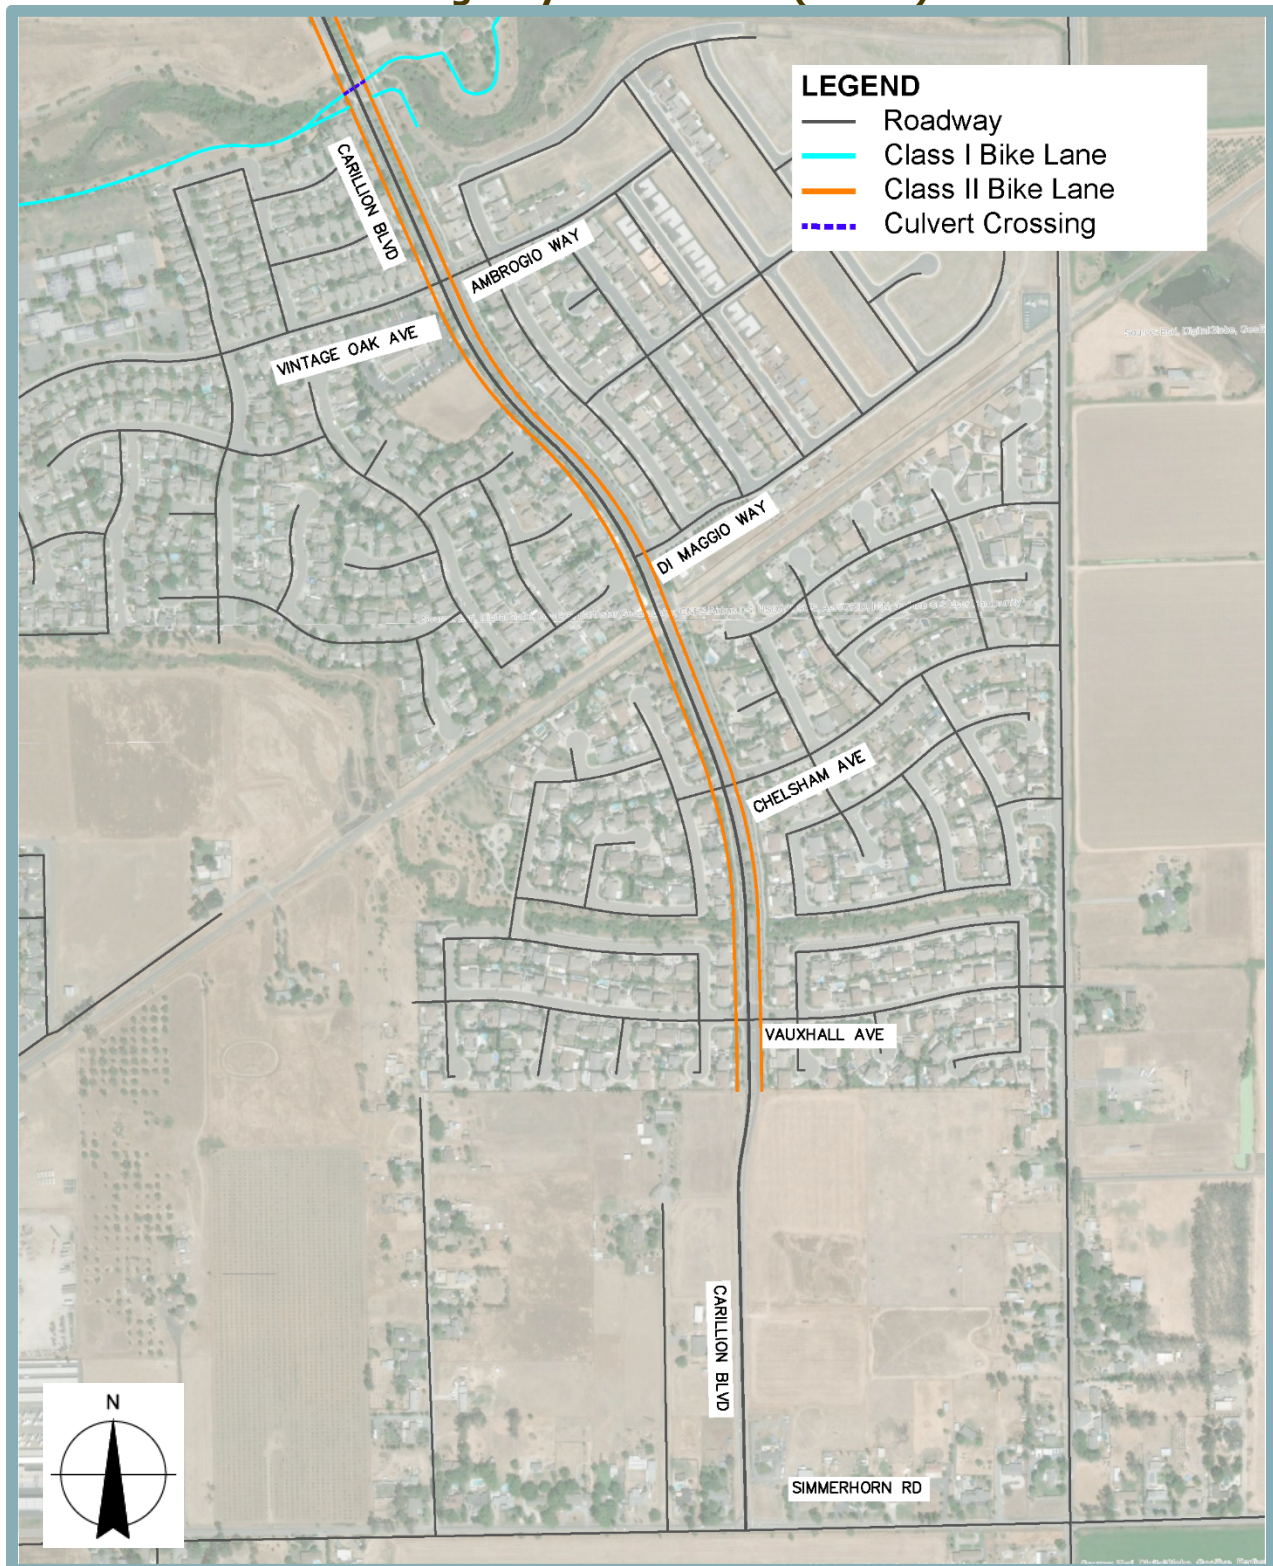 LEGEND
Roadway
Class I Bike Lane
Class II Bike Lane
Culvert Crossing
CARILLION BLVD
AMBROGIO WAY
VINTAGE OAK AVE
DI MAGGIO WAY
CHELSHAM AVE
VAUXHALL AVE
CARILLION BLVD
SIMMERHORN RD
N